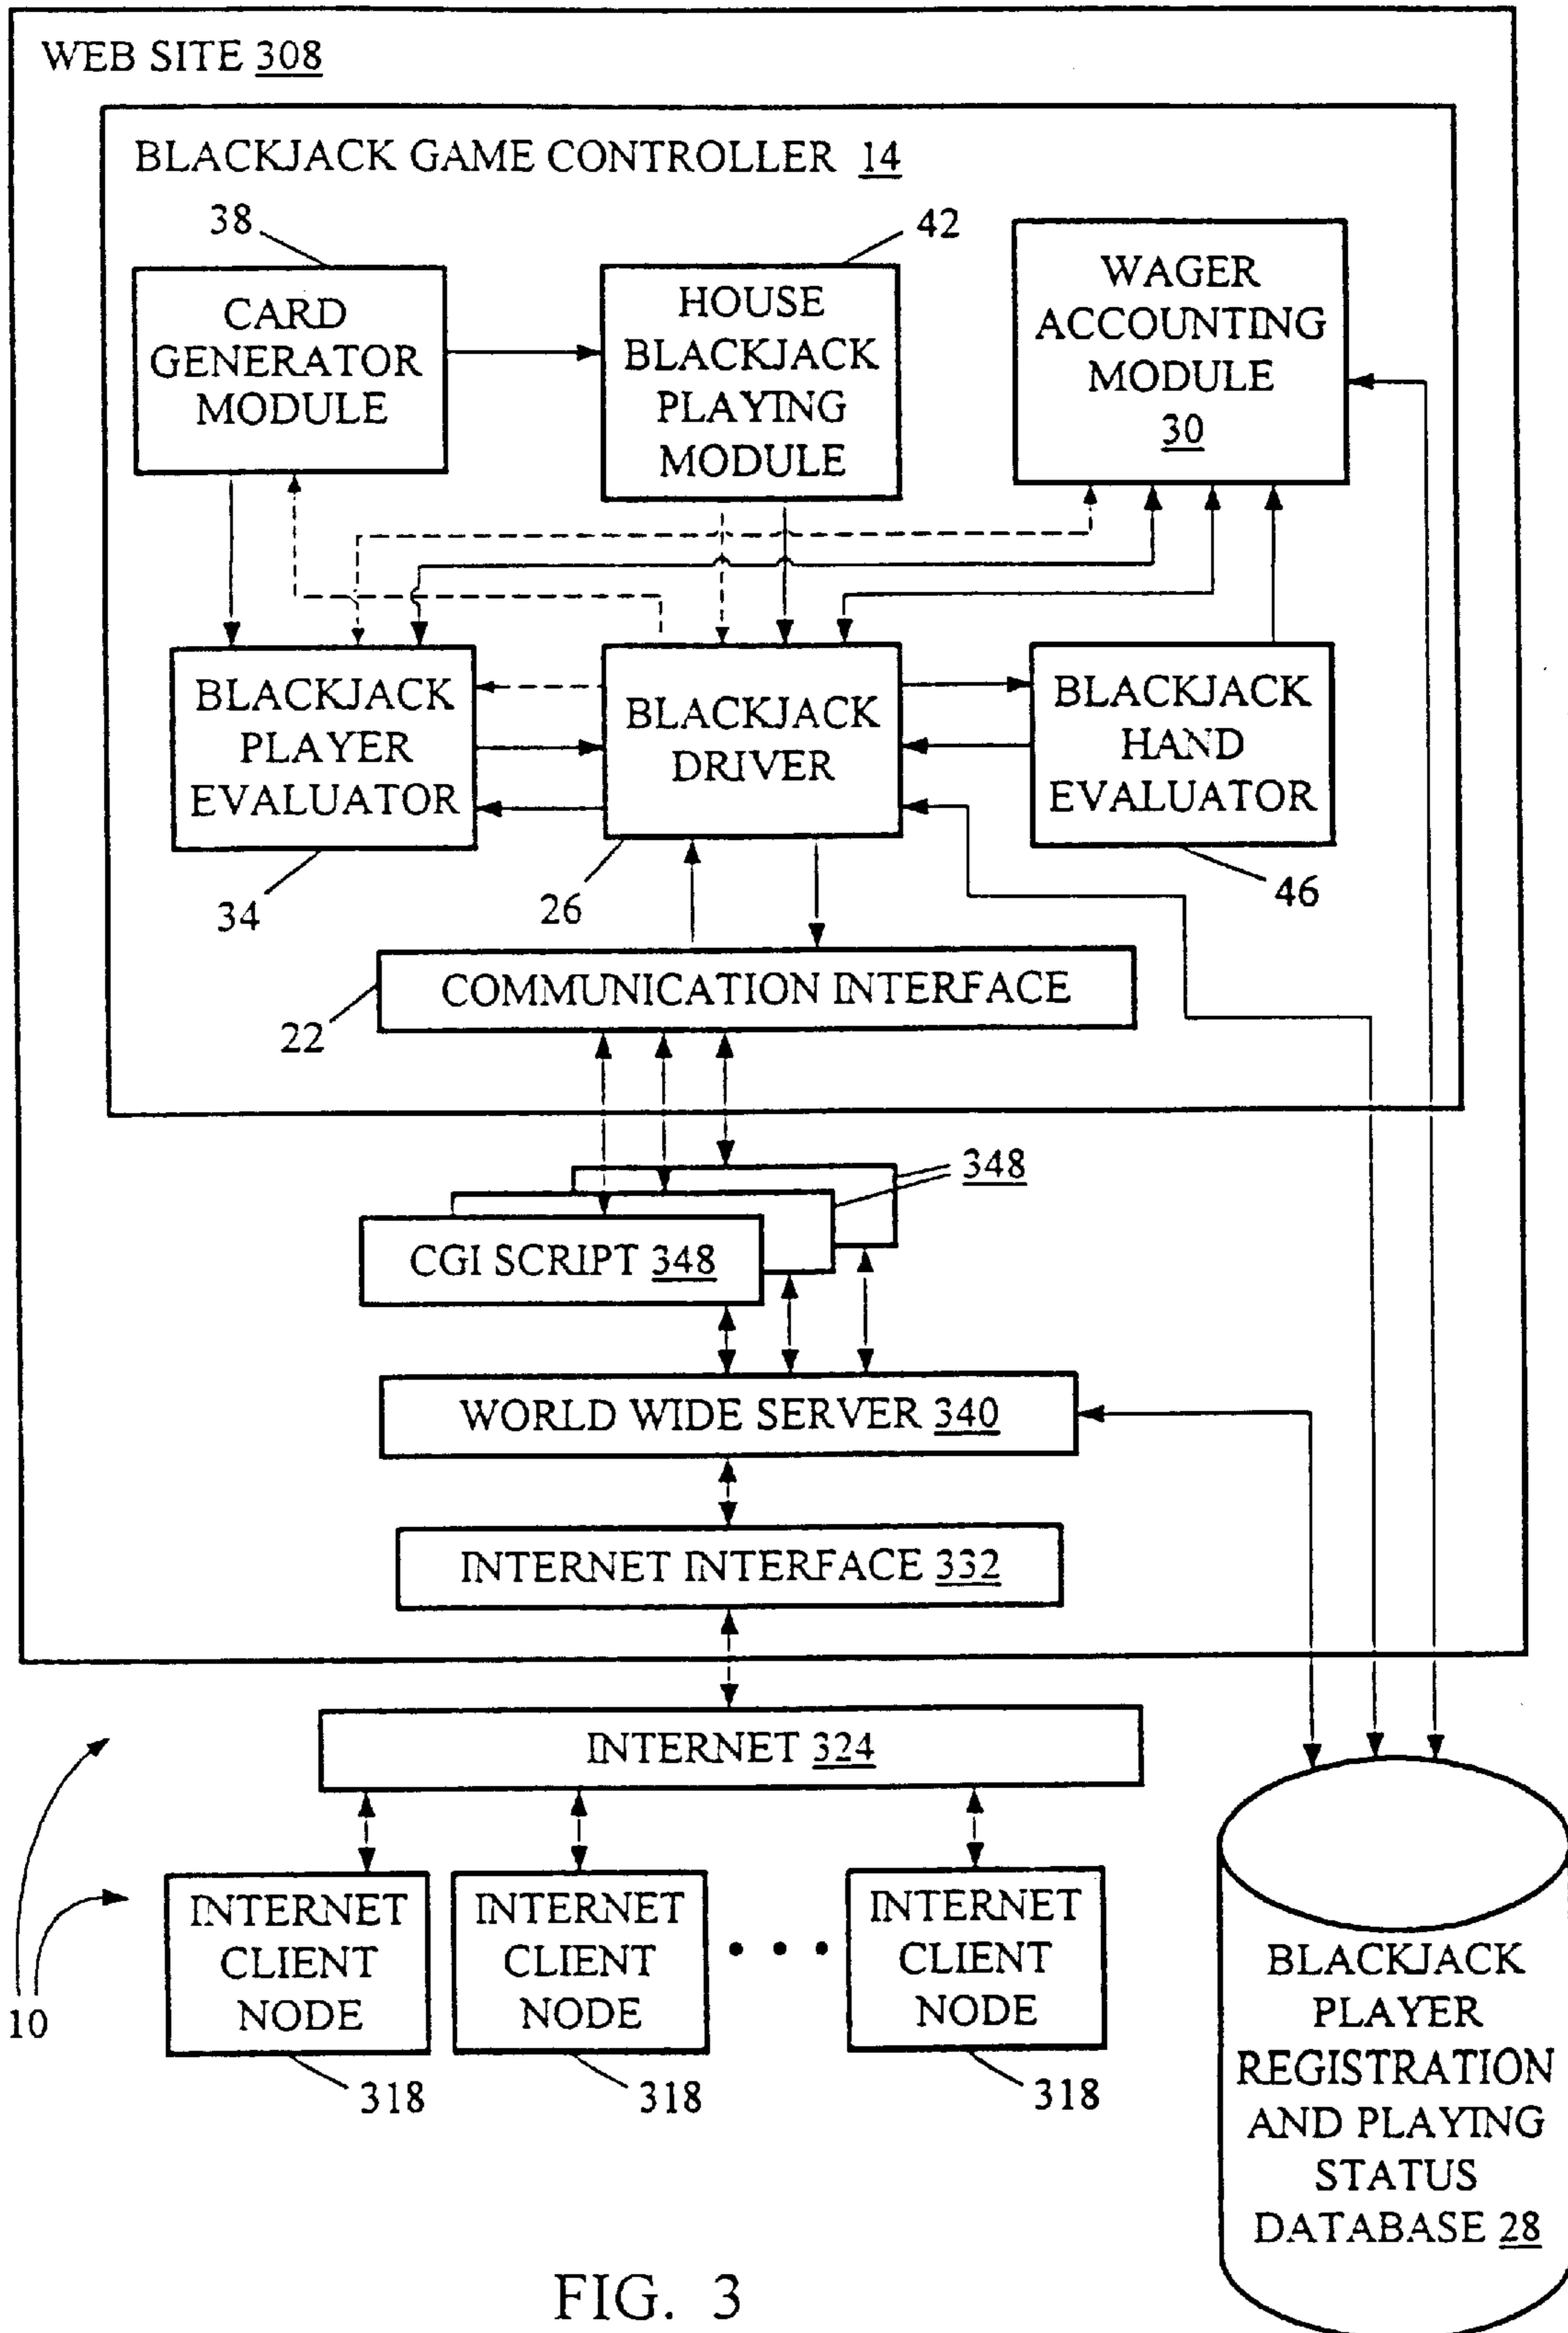 WEB SITE 308
BLACKJACK GAME CONTROLLER 14
38
42
CARD
GENERATOR
MODULE
HOUSE
BLACKJACK
PLAYING
MODULE
WAGER
ACCOUNTING
MODULE
30
BLACKJACK
PLAYER
EVALUATOR
BLACKJACK
DRIVER
BLACKJACK
HAND
EVALUATOR
34
26
46
COMMUNICATION INTERFACE
22
348
CGI SCRIPT 348
WORLD WIDE SERVER 340
INTERNET INTERFACE 332
INTERNET 324
INTERNET
CLIENT
NODE
INTERNET
CLIENT
NODE
INTERNET
CLIENT
NODE
10
318
318
318
BLACKJACK
PLAYER
REGISTRATION
AND PLAYING
STATUS
DATABASE 28
FIG. 3